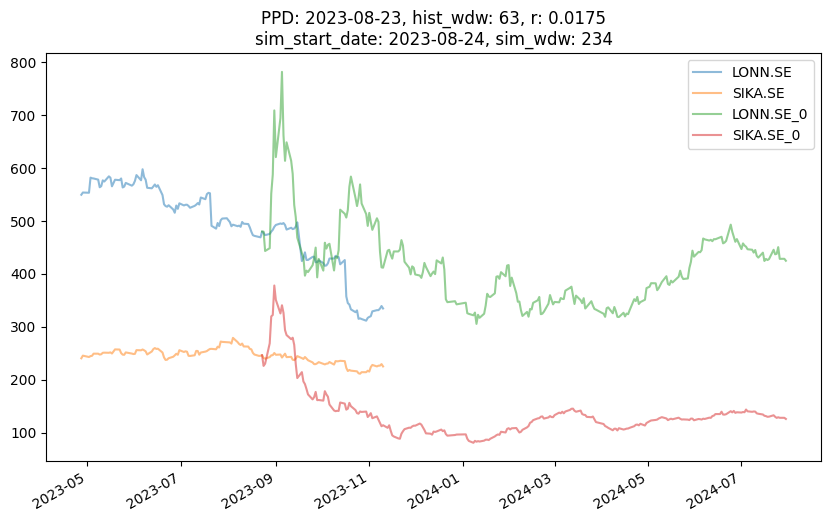 PPD: 2023-08-23, hist_wdw: 63, r: 0.0175
sim_start_date: 2023-08-24, sim_wdw: 234
LONN.SE
SIKA.SE
LONN.SE_0
SIKA.SE_0
800
700
600
500
400
300
200
100
2023-05
2023-07
2023-09
2023-11
2024-01
2024-03
2024-05
2024-07